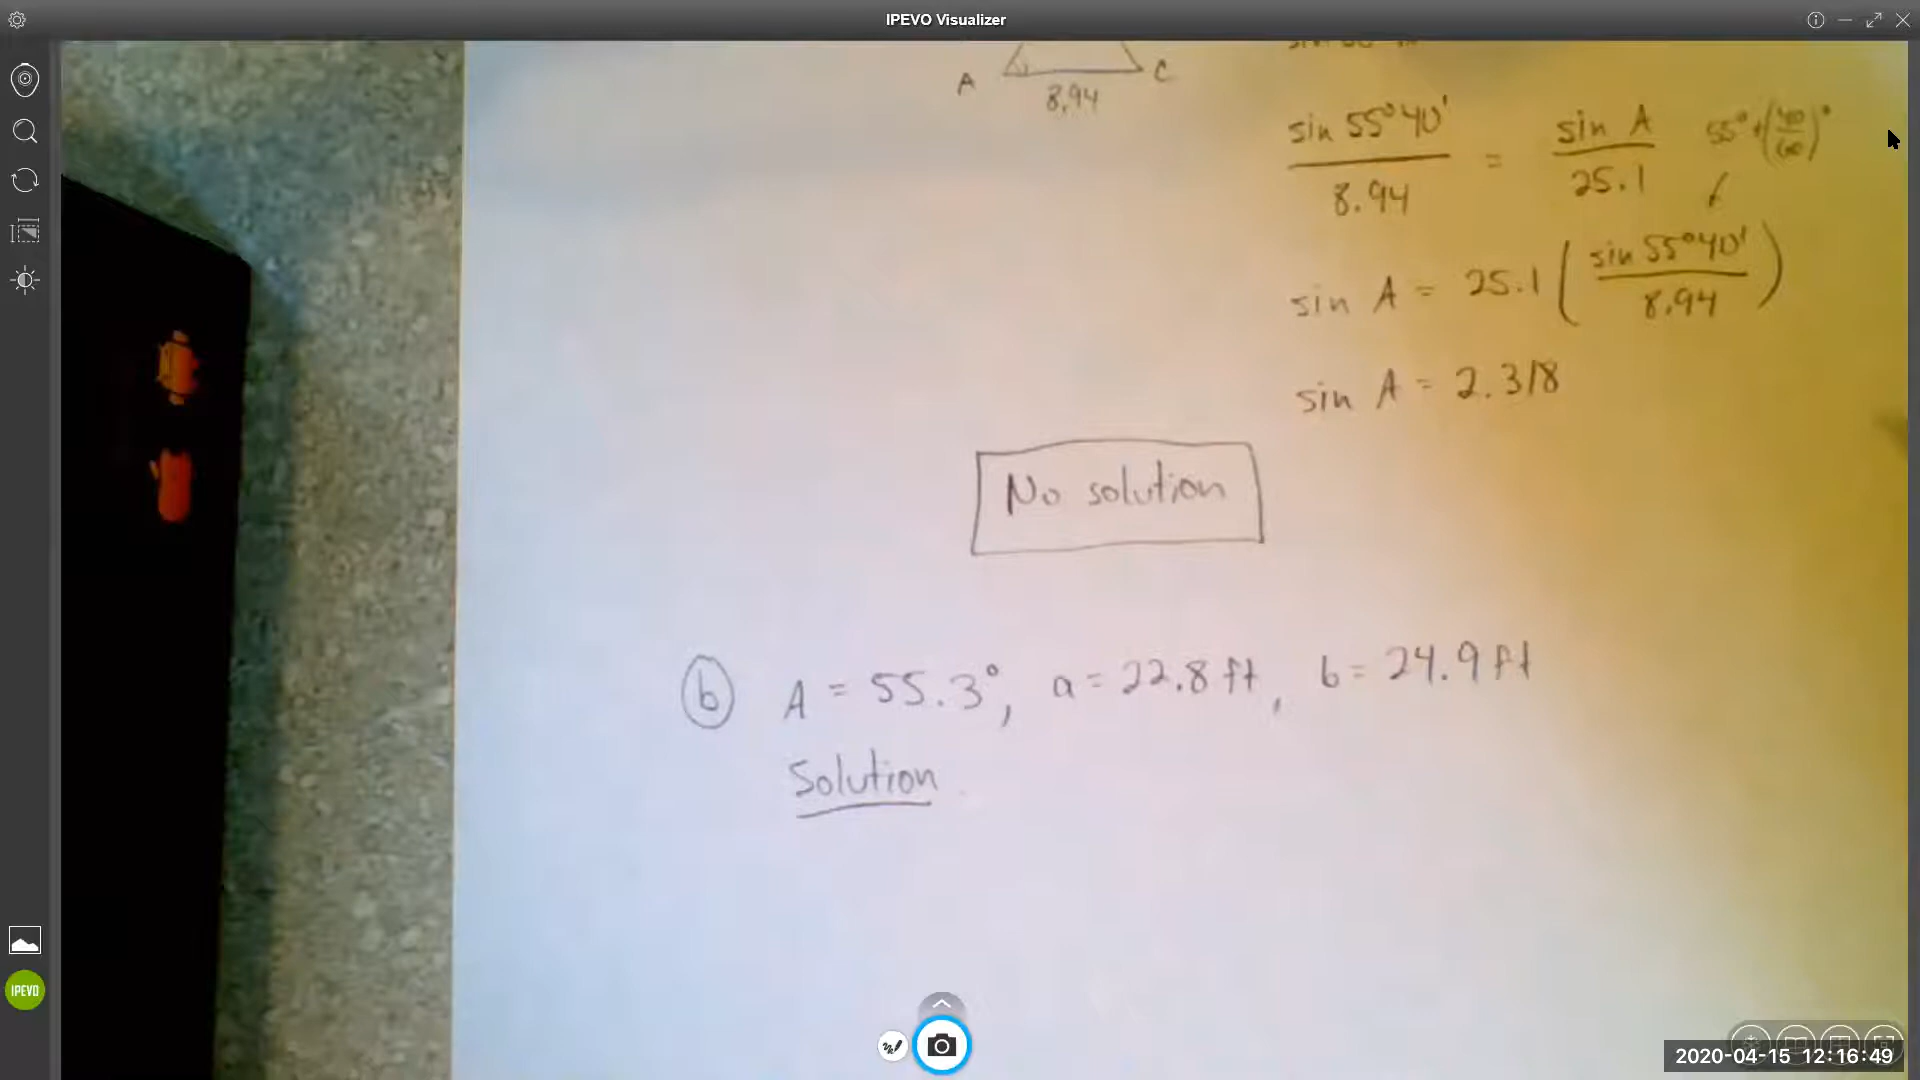 IPEVO Visualizer
A C
8.94
sin 55°40' / 8.94 = sin A / 25.1 55° + (40/60)°
sin A = 25.1 ( sin 55°40' / 8.94 )
sin A = 2.318
No solution
b A = 55.3°, a = 22.8 ft, b = 24.9 ft
Solution
IPEVO
2020-04-15 12:16:49